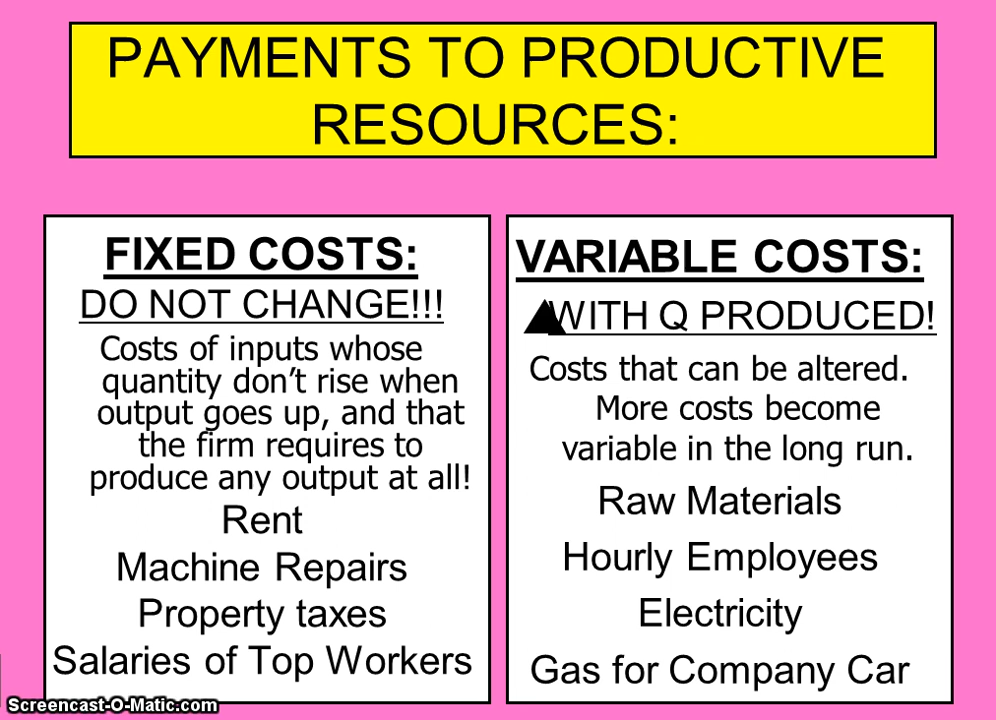 PAYMENTS TO PRODUCTIVE
RESOURCES:
FIXED COSTS:
DO NOT CHANGE!!!
Costs of inputs whose
quantity don't rise when
output goes up, and that
the firm requires to
produce any output at all!
Rent
Machine Repairs
Property taxes
Salaries of Top Workers
VARIABLE COSTS:
▲WITH Q PRODUCED!
Costs that can be altered.
More costs become
variable in the long run.
Raw Materials
Hourly Employees
Electricity
Gas for Company Car
Screencast-O-Matic.com